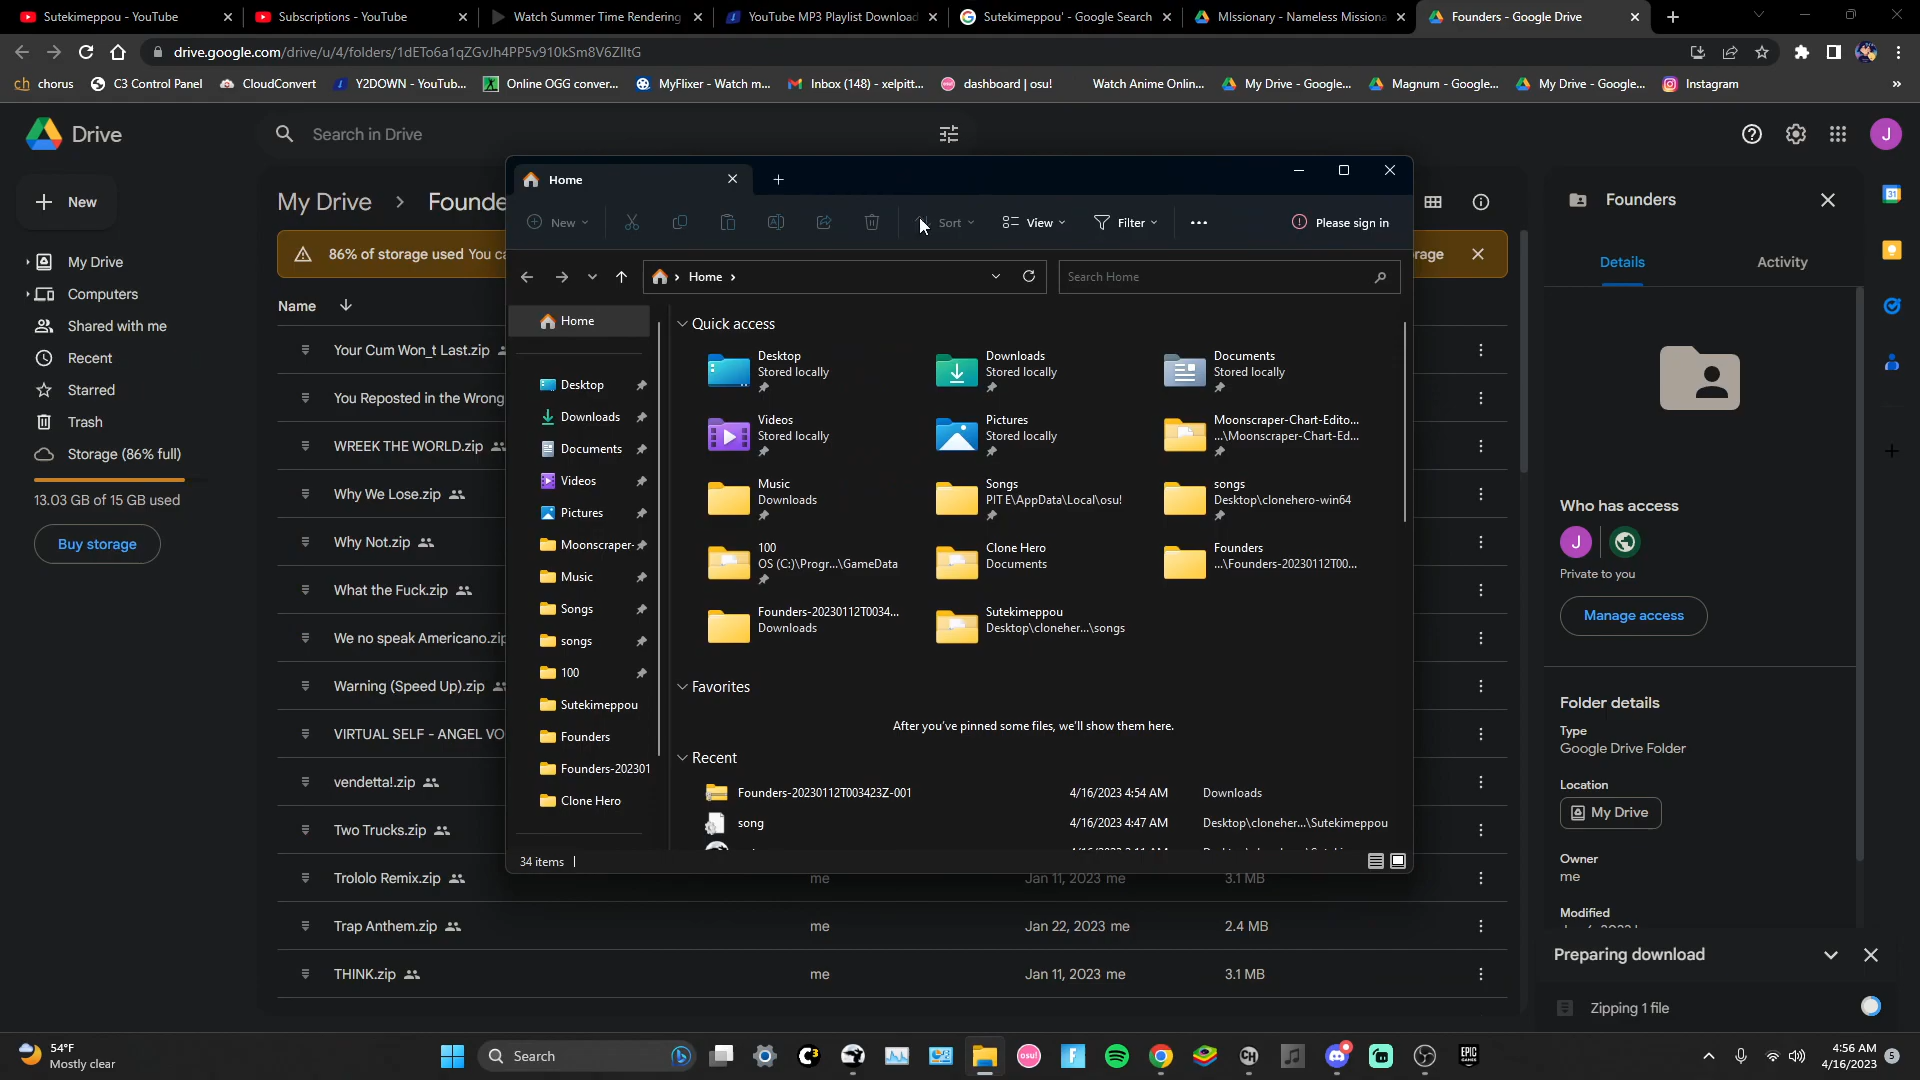 Sutekimeppou - YouTube
Subscriptions - YouTube
Watch Summer Time Rendering
YouTube MP3 Playlist Download
Sutekimeppou' - Google Search
MIssionary - Nameless Missiona
Founders - Google Drive
drive.google.com/drive/u/4/folders/1dETo6a1qZGvJh4PP5v910kSm8V6ZlltG
chorus
C3 Control Panel
CloudConvert
Y2DOWN - YouTub...
Online OGG conver...
MyFlixer - Watch m...
Inbox (148) - xelpitt...
dashboard | osu!
Watch Anime Onlin...
My Drive - Google...
Magnum - Google...
My Drive - Google...
Instagram
Drive
Search in Drive
J
New
My Drive
Computers
Shared with me
Recent
Starred
Trash
Storage (86% full)
13.03 GB of 15 GB used
Buy storage
My Drive > Founde
86% of storage used You ca
rage
Name
Your Cum Won_t Last.zip
You Reposted in the Wrong
WREEK THE WORLD.zip
Why We Lose.zip
Why Not.zip
What the Fuck.zip
We no speak Americano.zip
Warning (Speed Up).zip
VIRTUAL SELF - ANGEL VO
vendetta!.zip
Two Trucks.zip
Trololo Remix.zip me Jan 11, 2023 me 3.1 MB
Trap Anthem.zip me Jan 22, 2023 me 2.4 MB
THINK.zip me Jan 11, 2023 me 3.1 MB
Home
New
Sort
View
Filter
Please sign in
Home
Search Home
Home
Desktop
Downloads
Documents
Videos
Pictures
Moonscraper-
Music
Songs
songs
100
Sutekimeppou
Founders
Founders-202301
Clone Hero
Quick access
Desktop
Stored locally
Downloads
Stored locally
Documents
Stored locally
Videos
Stored locally
Pictures
Stored locally
Moonscraper-Chart-Edito...
...\Moonscraper-Chart-Ed...
Music
Downloads
Songs
PIT E\AppData\Local\osu!
songs
Desktop\clonehero-win64
100
OS (C:)\Progr...\GameData
Clone Hero
Documents
Founders
...\Founders-20230112T00...
Founders-20230112T0034...
Downloads
Sutekimeppou
Desktop\cloneher...\songs
Favorites
After you've pinned some files, we'll show them here.
Recent
Founders-20230112T003423Z-001 4/16/2023 4:54 AM Downloads
song 4/16/2023 4:47 AM Desktop\cloneher...\Sutekimeppou
34 items
Founders
Details
Activity
Who has access
J
Private to you
Manage access
Folder details
Type
Google Drive Folder
Location
My Drive
Owner
me
Modified
Preparing download
Zipping 1 file
54°F
Mostly clear
Search
4:56 AM
4/16/2023
5